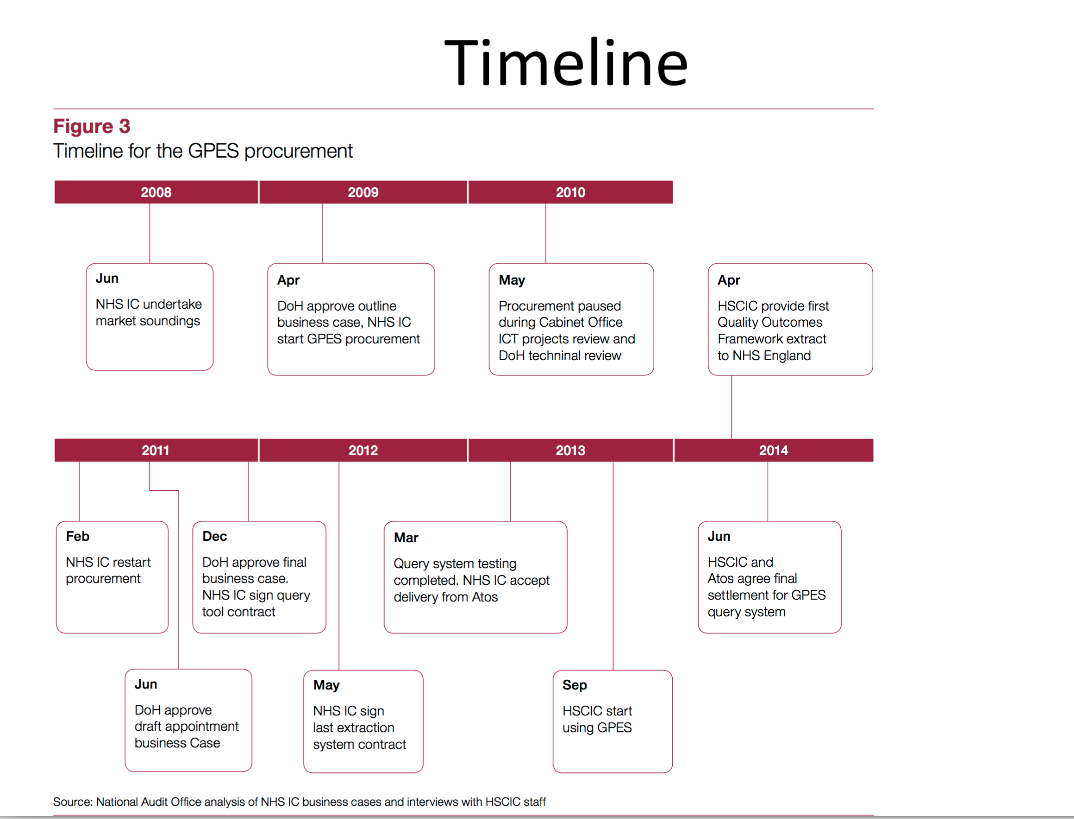 Timeline
Figure 3
Timeline for the GPES procurement
2008
2009
2010
Jun
NHS IC undertake
market soundings
Apr
DoH approve outline
business case, NHS IC
start GPES procurement
May
Procurement paused
during Cabinet Office
ICT projects review and
DoH techninal review
Apr
HSCIC provide first
Quality Outcomes
Framework extract
to NHS England
2011
2012
2013
2014
Feb
NHS IC restart
procurement
Dec
DoH approve final
business case.
NHS IC sign query
tool contract
Mar
Query system testing
completed. NHS IC accept
delivery from Atos
Jun
HSCIC and
Atos agree final
settlement for GPES
query system
Jun
DoH approve
draft appointment
business Case
May
NHS IC sign
last extraction
system contract
Sep
HSCIC start
using GPES
Source: National Audit Office analysis of NHS IC business cases and interviews with HSCIC staff